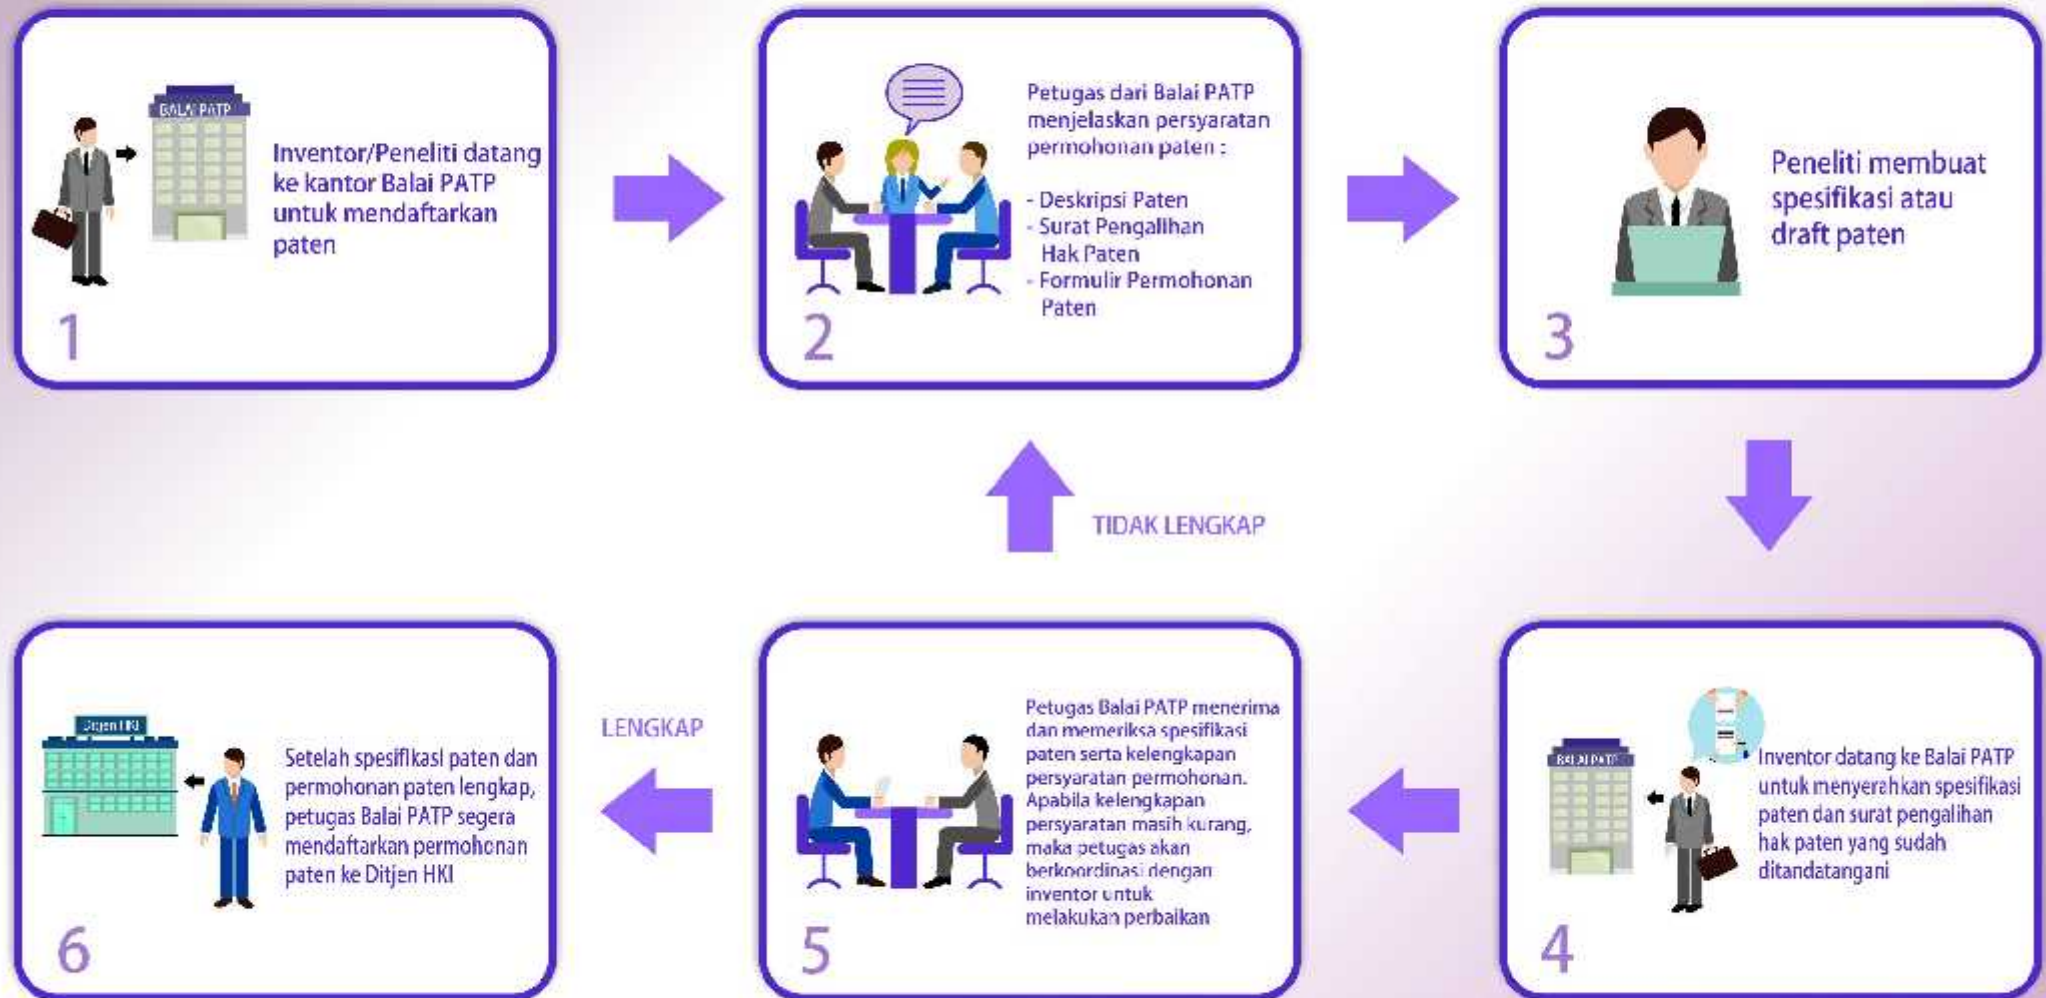 BALAI PATP
Inventor/Peneliti datang
ke kantor Balai PATP
untuk mendaftarkan
paten
1
Petugas dari Balai PATP
menjelaskan persyaratan
permohonan paten :
- Deskripsi Paten
- Surat Pengalihan
Hak Paten
- Formulir Permohonan
Paten
2
Peneliti membuat
spesifikasi atau
draft paten
3
TIDAK LENGKAP
BALAI PATP
Inventor datang ke Balai PATP
untuk menyerahkan spesifikasi
paten dan surat pengalihan
hak paten yang sudah
ditandatangani
4
Petugas Balai PATP menerima
dan memeriksa spesifikasi
paten serta kelengkapan
persyaratan permohonan.
Apabila kelengkapan
persyaratan masih kurang,
maka petugas akan
berkoordinasi dengan
inventor untuk
melakukan perbaikan
5
LENGKAP
Ditjen HKI
Setelah spesifikasi paten dan
permohonan paten lengkap,
petugas Balai PATP segera
mendaftarkan permohonan
paten ke Ditjen HKI
6